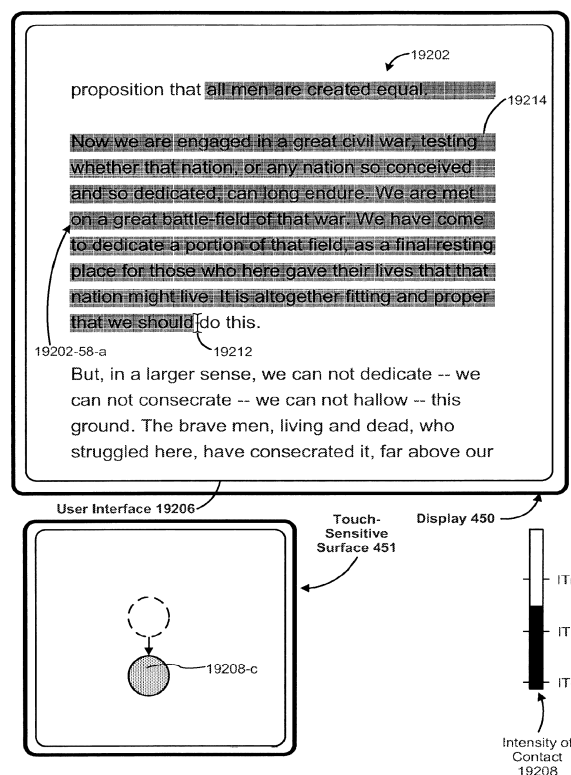 19202
proposition that all men are created equal.
19214
Now we are engaged in a great civil war, testing
whether that nation, or any nation so conceived
and so dedicated, can long endure. We are met
on a great battle-field of that war. We have come
to dedicate a portion of that field, as a final resting
place for those who here gave their lives that that
nation might live. It is altogether fitting and proper
that we should do this.
19202-58-a
19212
But, in a larger sense, we can not dedicate -- we
can not consecrate -- we can not hallow -- this
ground. The brave men, living and dead, who
struggled here, have consecrated it, far above our
User Interface 19206
Touch-
Sensitive
Surface 451
Display 450
19208-c
IT
IT
IT
Intensity of
Contact
19208